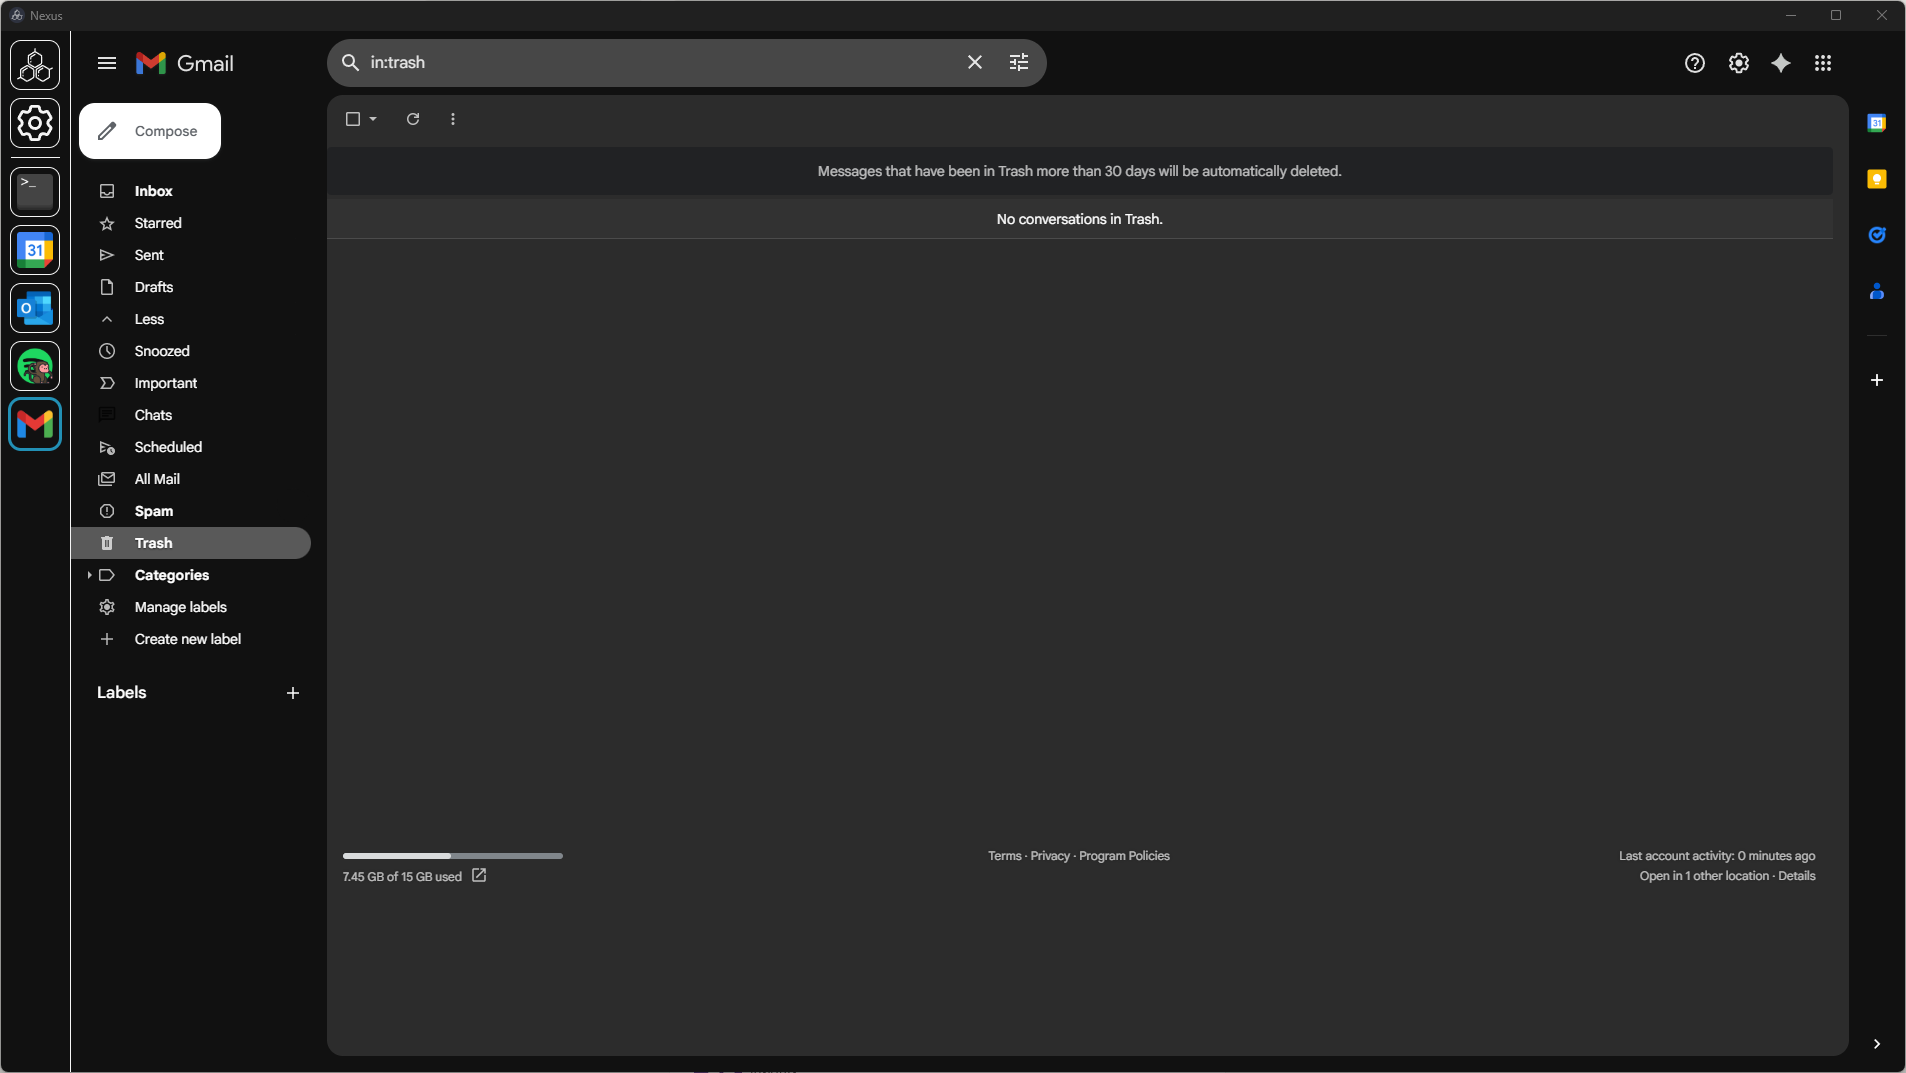 Nexus
Gmail
in:trash
Compose
Inbox
Starred
Sent
Drafts
Less
Snoozed
Important
Chats
Scheduled
All Mail
Spam
Trash
Categories
Manage labels
Create new label
Labels
>_
31
O
Messages that have been in Trash more than 30 days will be automatically deleted.
No conversations in Trash.
7.45 GB of 15 GB used
Terms · Privacy · Program Policies
Last account activity: 0 minutes ago
Open in 1 other location · Details
31